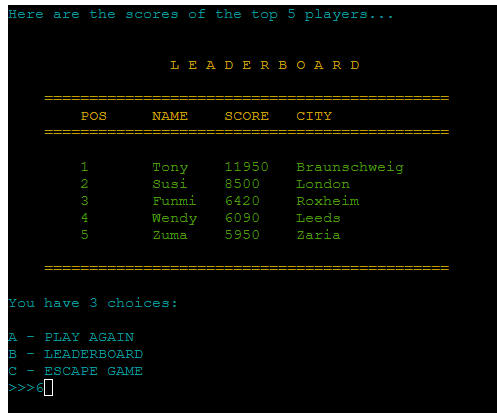 Here are the scores of the top 5 players...
L E A D E R B O A R D
=============================================
POS NAME SCORE CITY
=============================================
1 Tony 11950 Braunschweig
2 Susi 8500 London
3 Funmi 6420 Roxheim
4 Wendy 6090 Leeds
5 Zuma 5950 Zaria
=============================================
You have 3 choices:
A - PLAY AGAIN
B - LEADERBOARD
C - ESCAPE GAME
>>>6